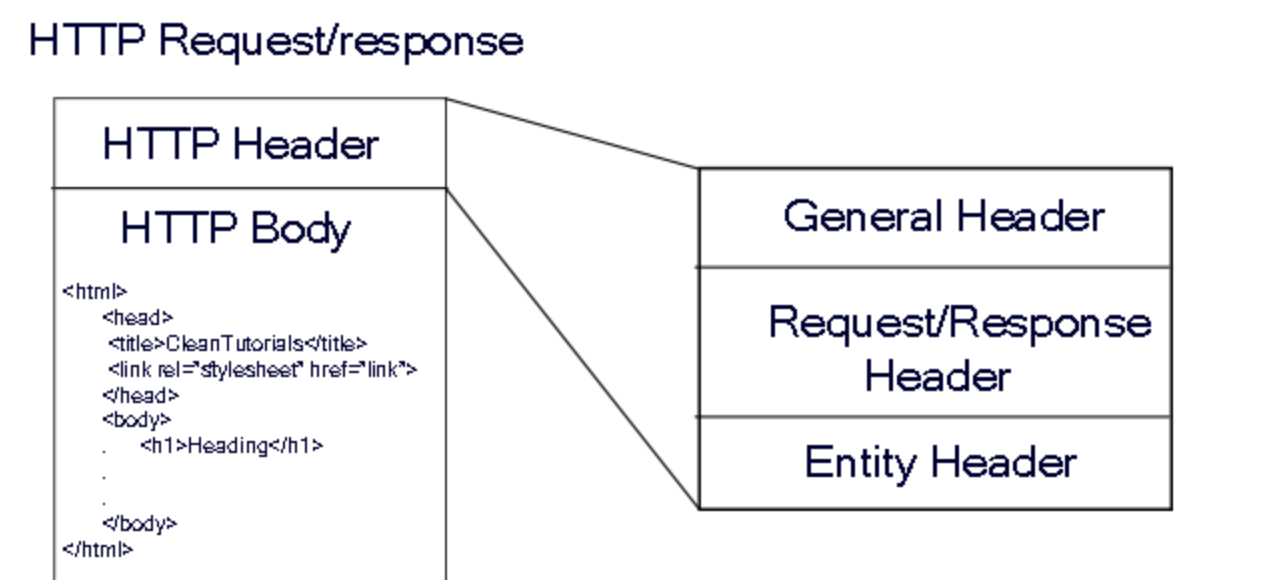 HTTP Request/response
HTTP Header
HTTP Body
<html>
<head>
<title>CleanTutorials</title>
<link rel="stylesheet" href="link">
</head>
<body>
. <h1>Heading</h1>
.
.
</body>
</html>
General Header
Request/Response
Header
Entity Header